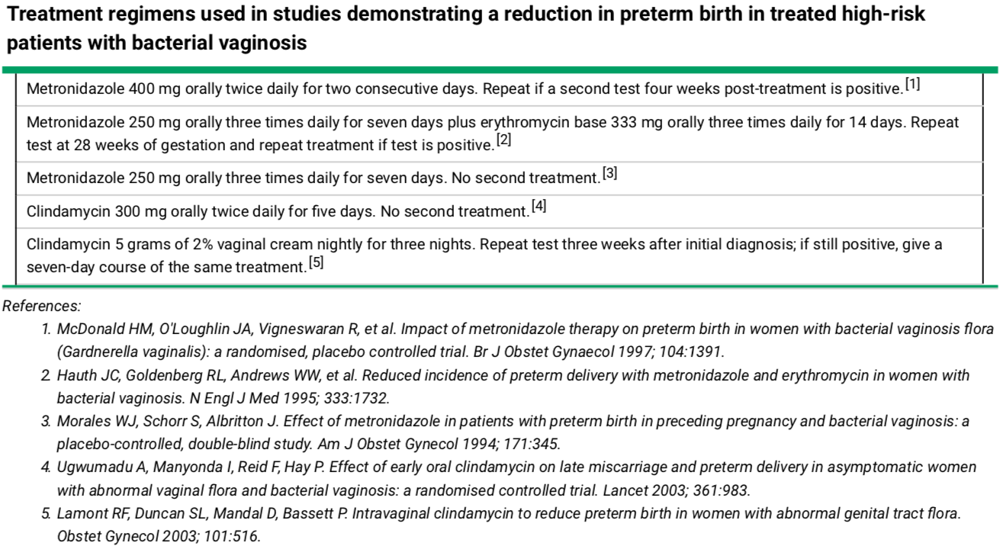 Treatment regimens used in studies demonstrating a reduction in preterm birth in treated high-risk
patients with bacterial vaginosis
Metronidazole 400 mg orally twice daily for two consecutive days. Repeat if a second test four weeks post-treatment is positive.[1]
Metronidazole 250 mg orally three times daily for seven days plus erythromycin base 333 mg orally three times daily for 14 days. Repeat
test at 28 weeks of gestation and repeat treatment if test is positive.[2]
Metronidazole 250 mg orally three times daily for seven days. No second treatment.[3]
Clindamycin 300 mg orally twice daily for five days. No second treatment.[4]
Clindamycin 5 grams of 2% vaginal cream nightly for three nights. Repeat test three weeks after initial diagnosis; if still positive, give a
seven-day course of the same treatment.[5]
References:
1. McDonald HM, O'Loughlin JA, Vigneswaran R, et al. Impact of metronidazole therapy on preterm birth in women with bacterial vaginosis flora
(Gardnerella vaginalis): a randomised, placebo controlled trial. Br J Obstet Gynaecol 1997; 104:1391.
2. Hauth JC, Goldenberg RL, Andrews WW, et al. Reduced incidence of preterm delivery with metronidazole and erythromycin in women with
bacterial vaginosis. N Engl J Med 1995; 333:1732.
3. Morales WJ, Schorr S, Albritton J. Effect of metronidazole in patients with preterm birth in preceding pregnancy and bacterial vaginosis: a
placebo-controlled, double-blind study. Am J Obstet Gynecol 1994; 171:345.
4. Ugwumadu A, Manyonda I, Reid F, Hay P. Effect of early oral clindamycin on late miscarriage and preterm delivery in asymptomatic women
with abnormal vaginal flora and bacterial vaginosis: a randomised controlled trial. Lancet 2003; 361:983.
5. Lamont RF, Duncan SL, Mandal D, Bassett P. Intravaginal clindamycin to reduce preterm birth in women with abnormal genital tract flora.
Obstet Gynecol 2003; 101:516.